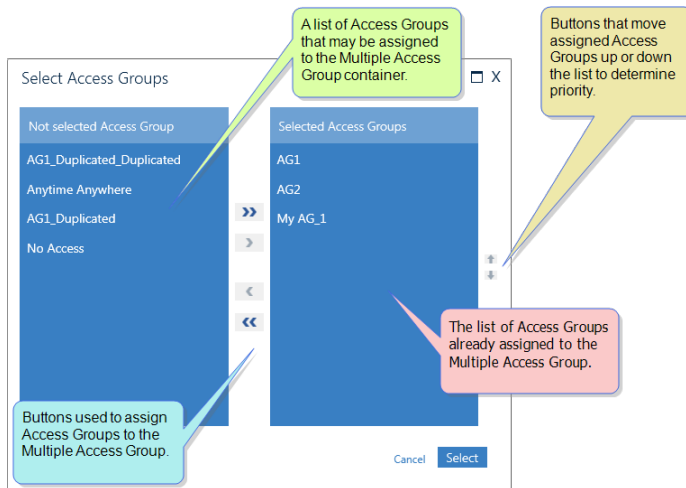 A list of Access Groups
that may be assigned
to the Multiple Access
Group container.
Buttons that move
assigned Access
Groups up or down
the list to determine
priority.
Select Access Groups
X
Not selected Access Group
Selected Access Groups
AG1_Duplicated_Duplicated
AG1
Anytime Anywhere
AG2
AG1_Duplicated
My AG_1
No Access
The list of Access Groups
already assigned to the
Multiple Access Group.
Buttons used to assign
Access Groups to the
Multiple Access Group.
Cancel
Select